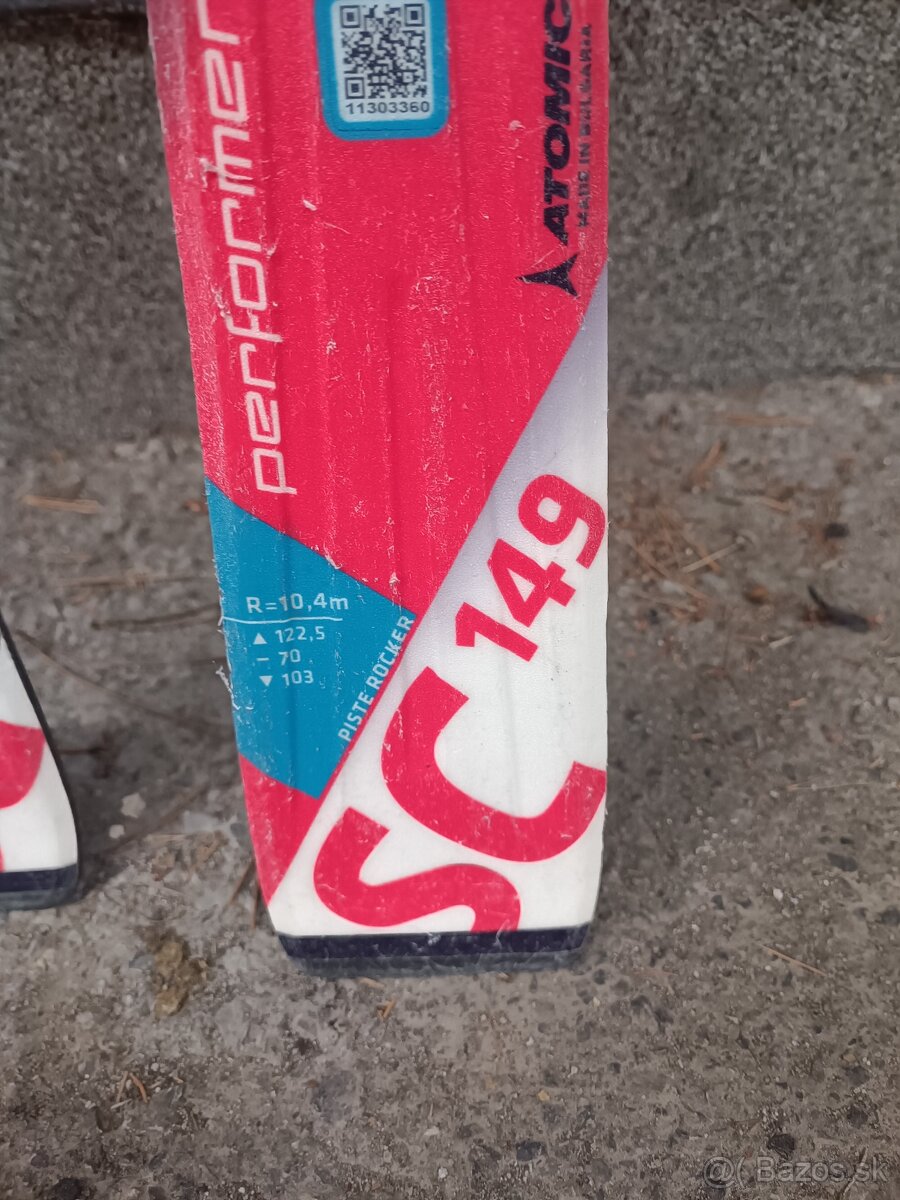 performer
11303360
ATOMIC
MADE IN BULGARIA
R=10,4m
▲ 122,5
– 70
▼ 103
PISTE ROCKER
SC 149
@( Bazos.sk